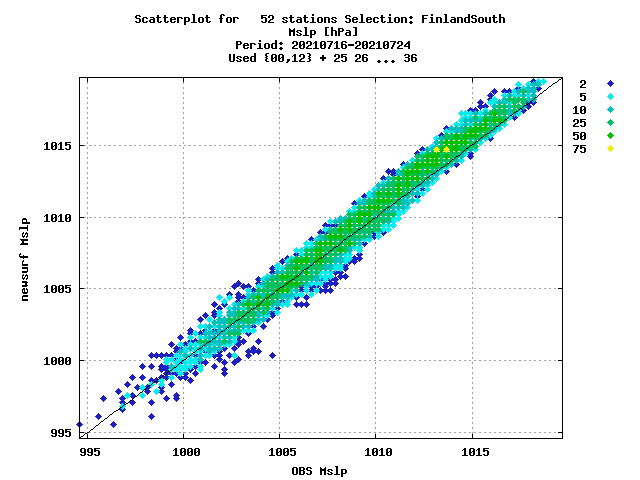 Scatterplot for   52 stations Selection: FinlandSouth
Mslp [hPa]
Period: 20210716-20210724
Used {00,12} + 25 26 ... 36
2
5
10
25
50
75
1015
1010
1005
1000
995
newsurf Mslp
995 1000 1005 1010 1015
OBS Mslp